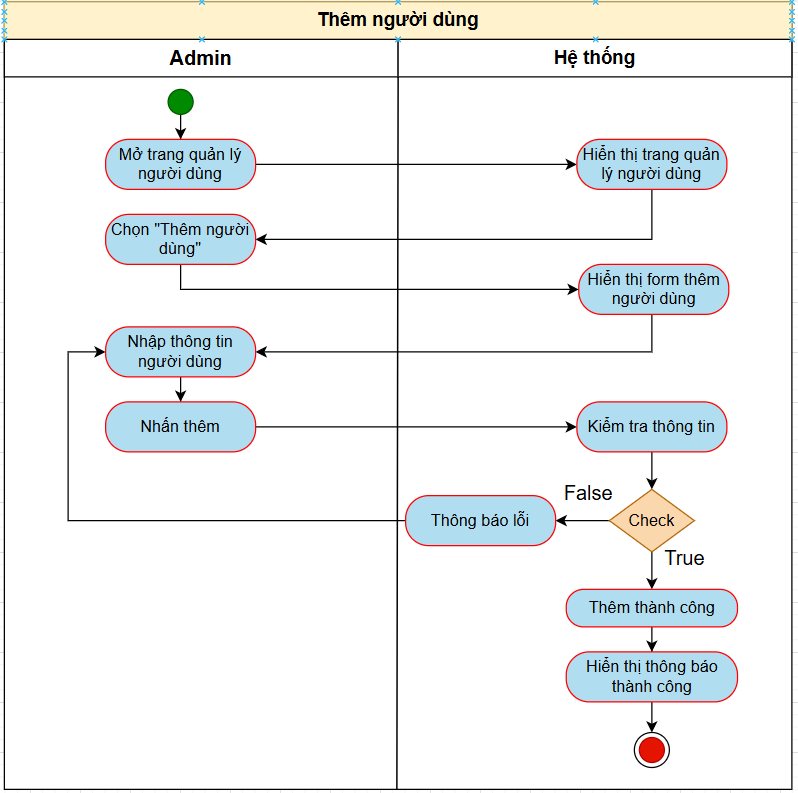 Thêm người dùng
Admin
Hệ thống
Mở trang quản lý
người dùng
Hiển thị trang quản
lý người dùng
Chọn "Thêm người
dùng"
Hiển thị form thêm
người dùng
Nhập thông tin
người dùng
Nhấn thêm
Kiểm tra thông tin
False
Thông báo lỗi
Check
True
Thêm thành công
Hiển thị thông báo
thành công